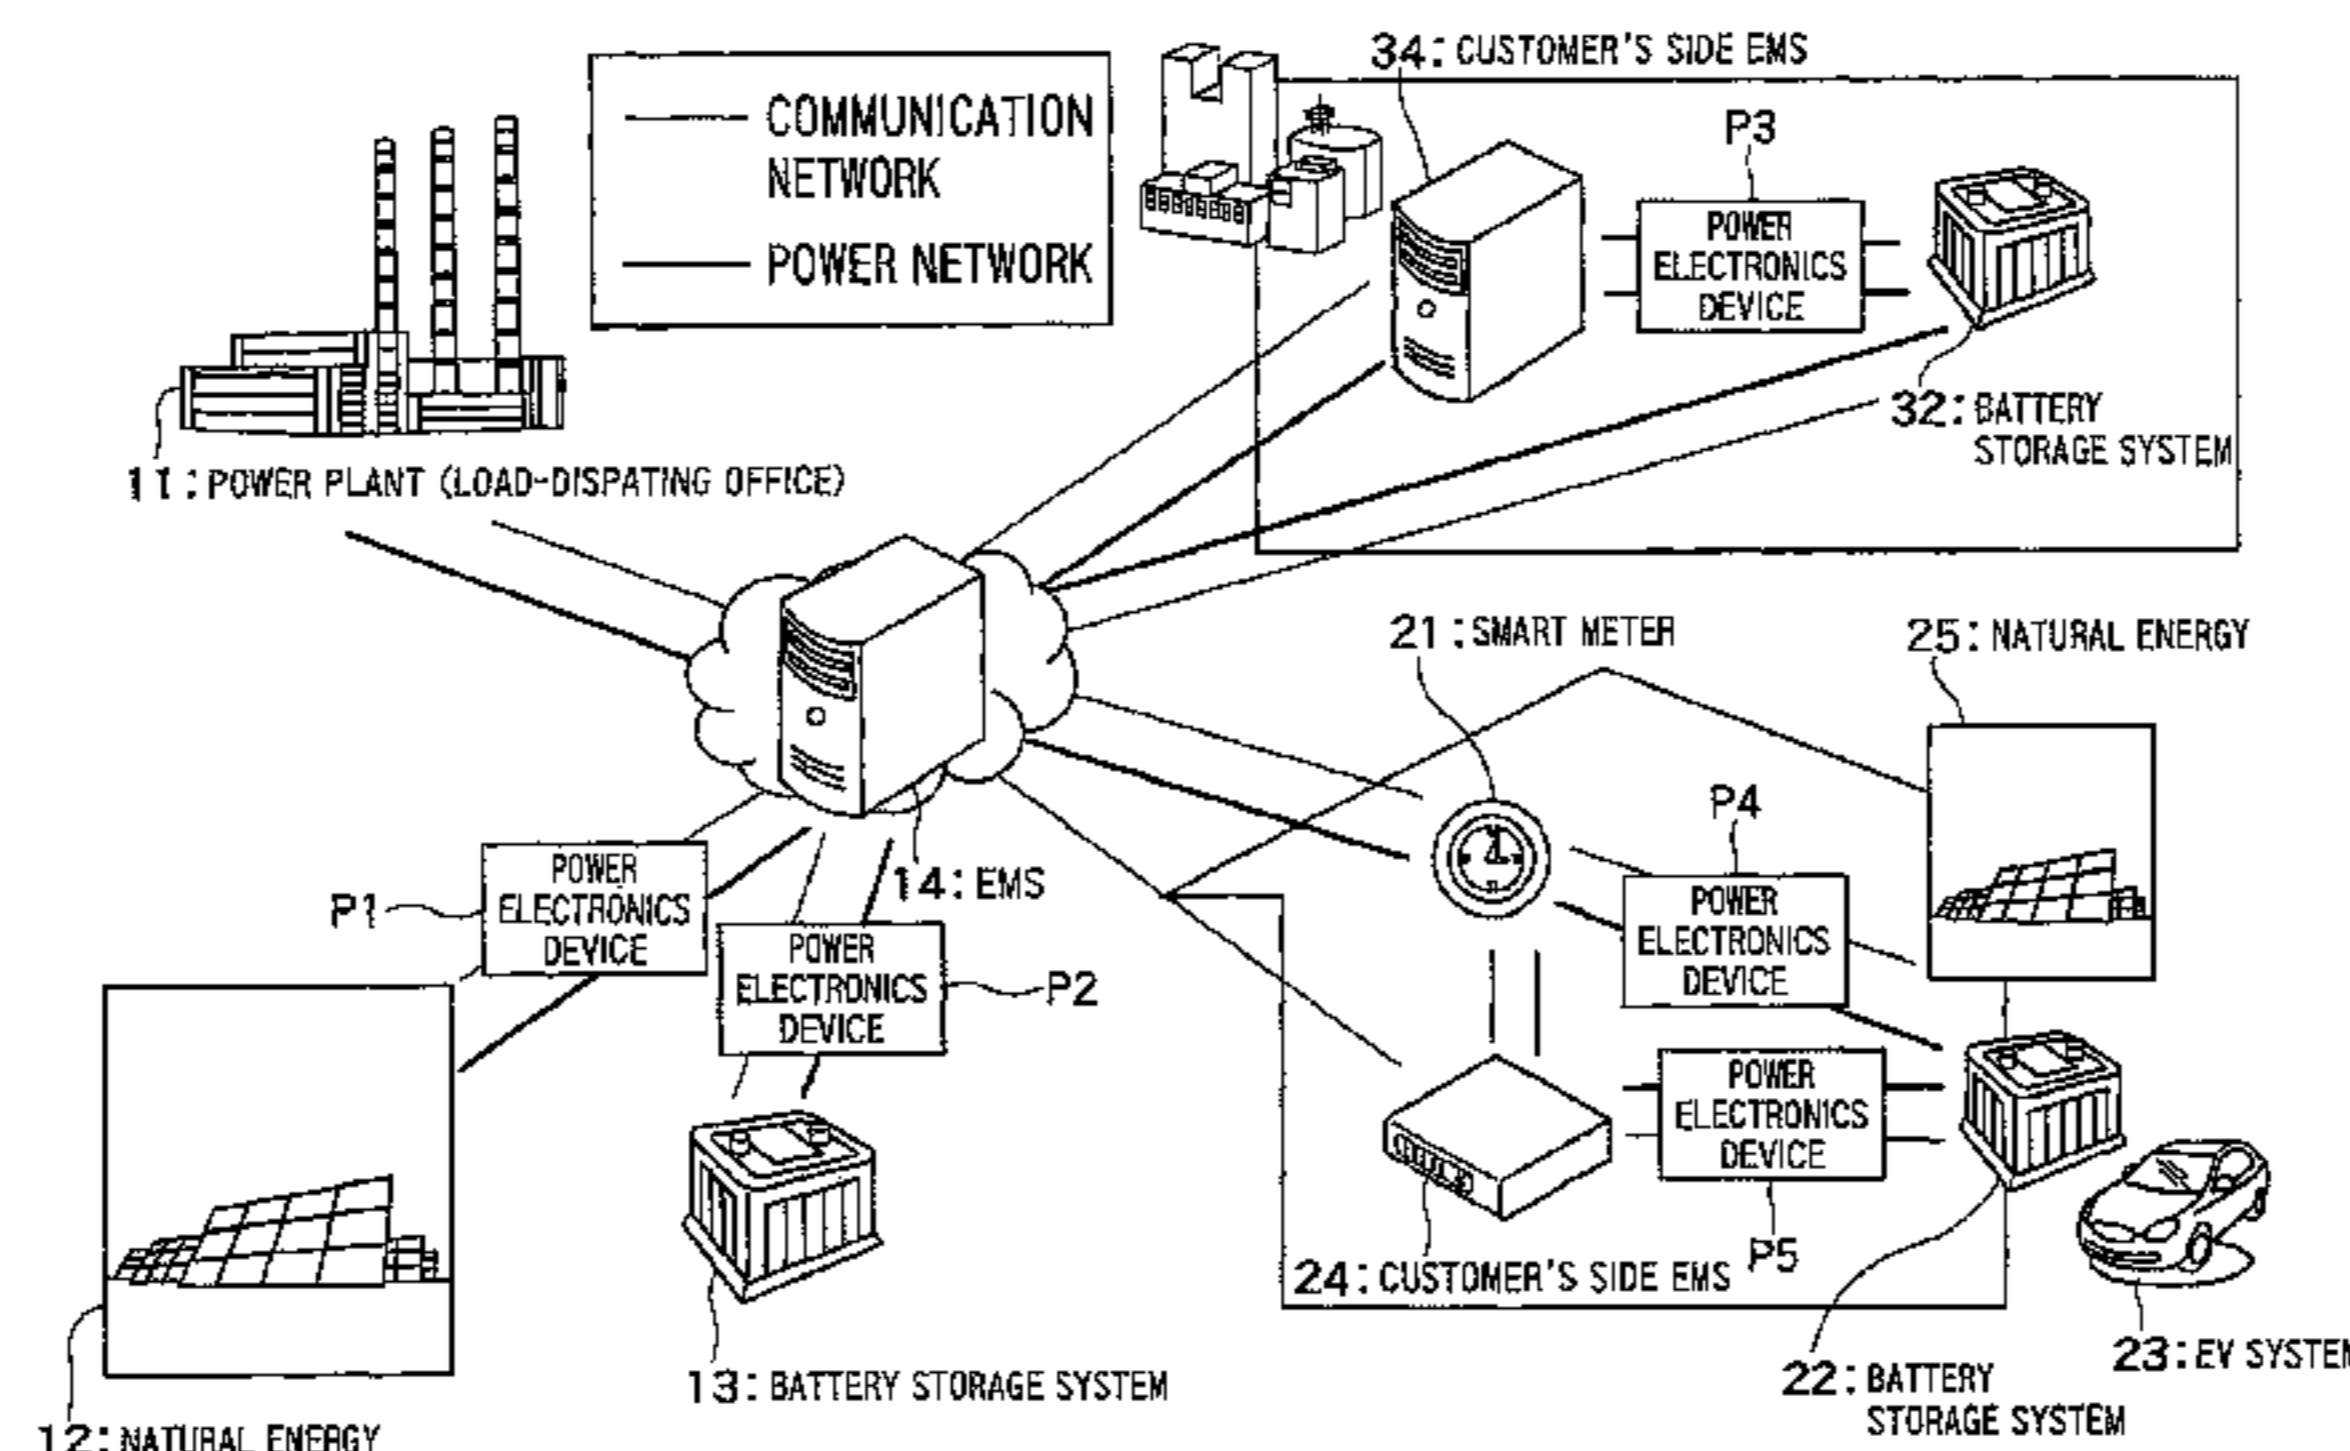 34: CUSTOMER'S SIDE EMS
COMMUNICATION
NETWORK
POWER NETWORK
P3
POWER
ELECTRONICS
DEVICE
32: BATTERY
STORAGE SYSTEM
11: POWER PLANT (LOAD-DISPATING OFFICE)
21: SMART METER
25: NATURAL ENERGY
P4
POWER
ELECTRONICS
DEVICE
14: EMS
P1
POWER
ELECTRONICS
DEVICE
P2
POWER
ELECTRONICS
DEVICE
POWER
ELECTRONICS
DEVICE
P5
24: CUSTOMER'S SIDE EMS
23: EV SYSTEM
22: BATTERY
STORAGE SYSTEM
13: BATTERY STORAGE SYSTEM
12: NATURAL ENERGY